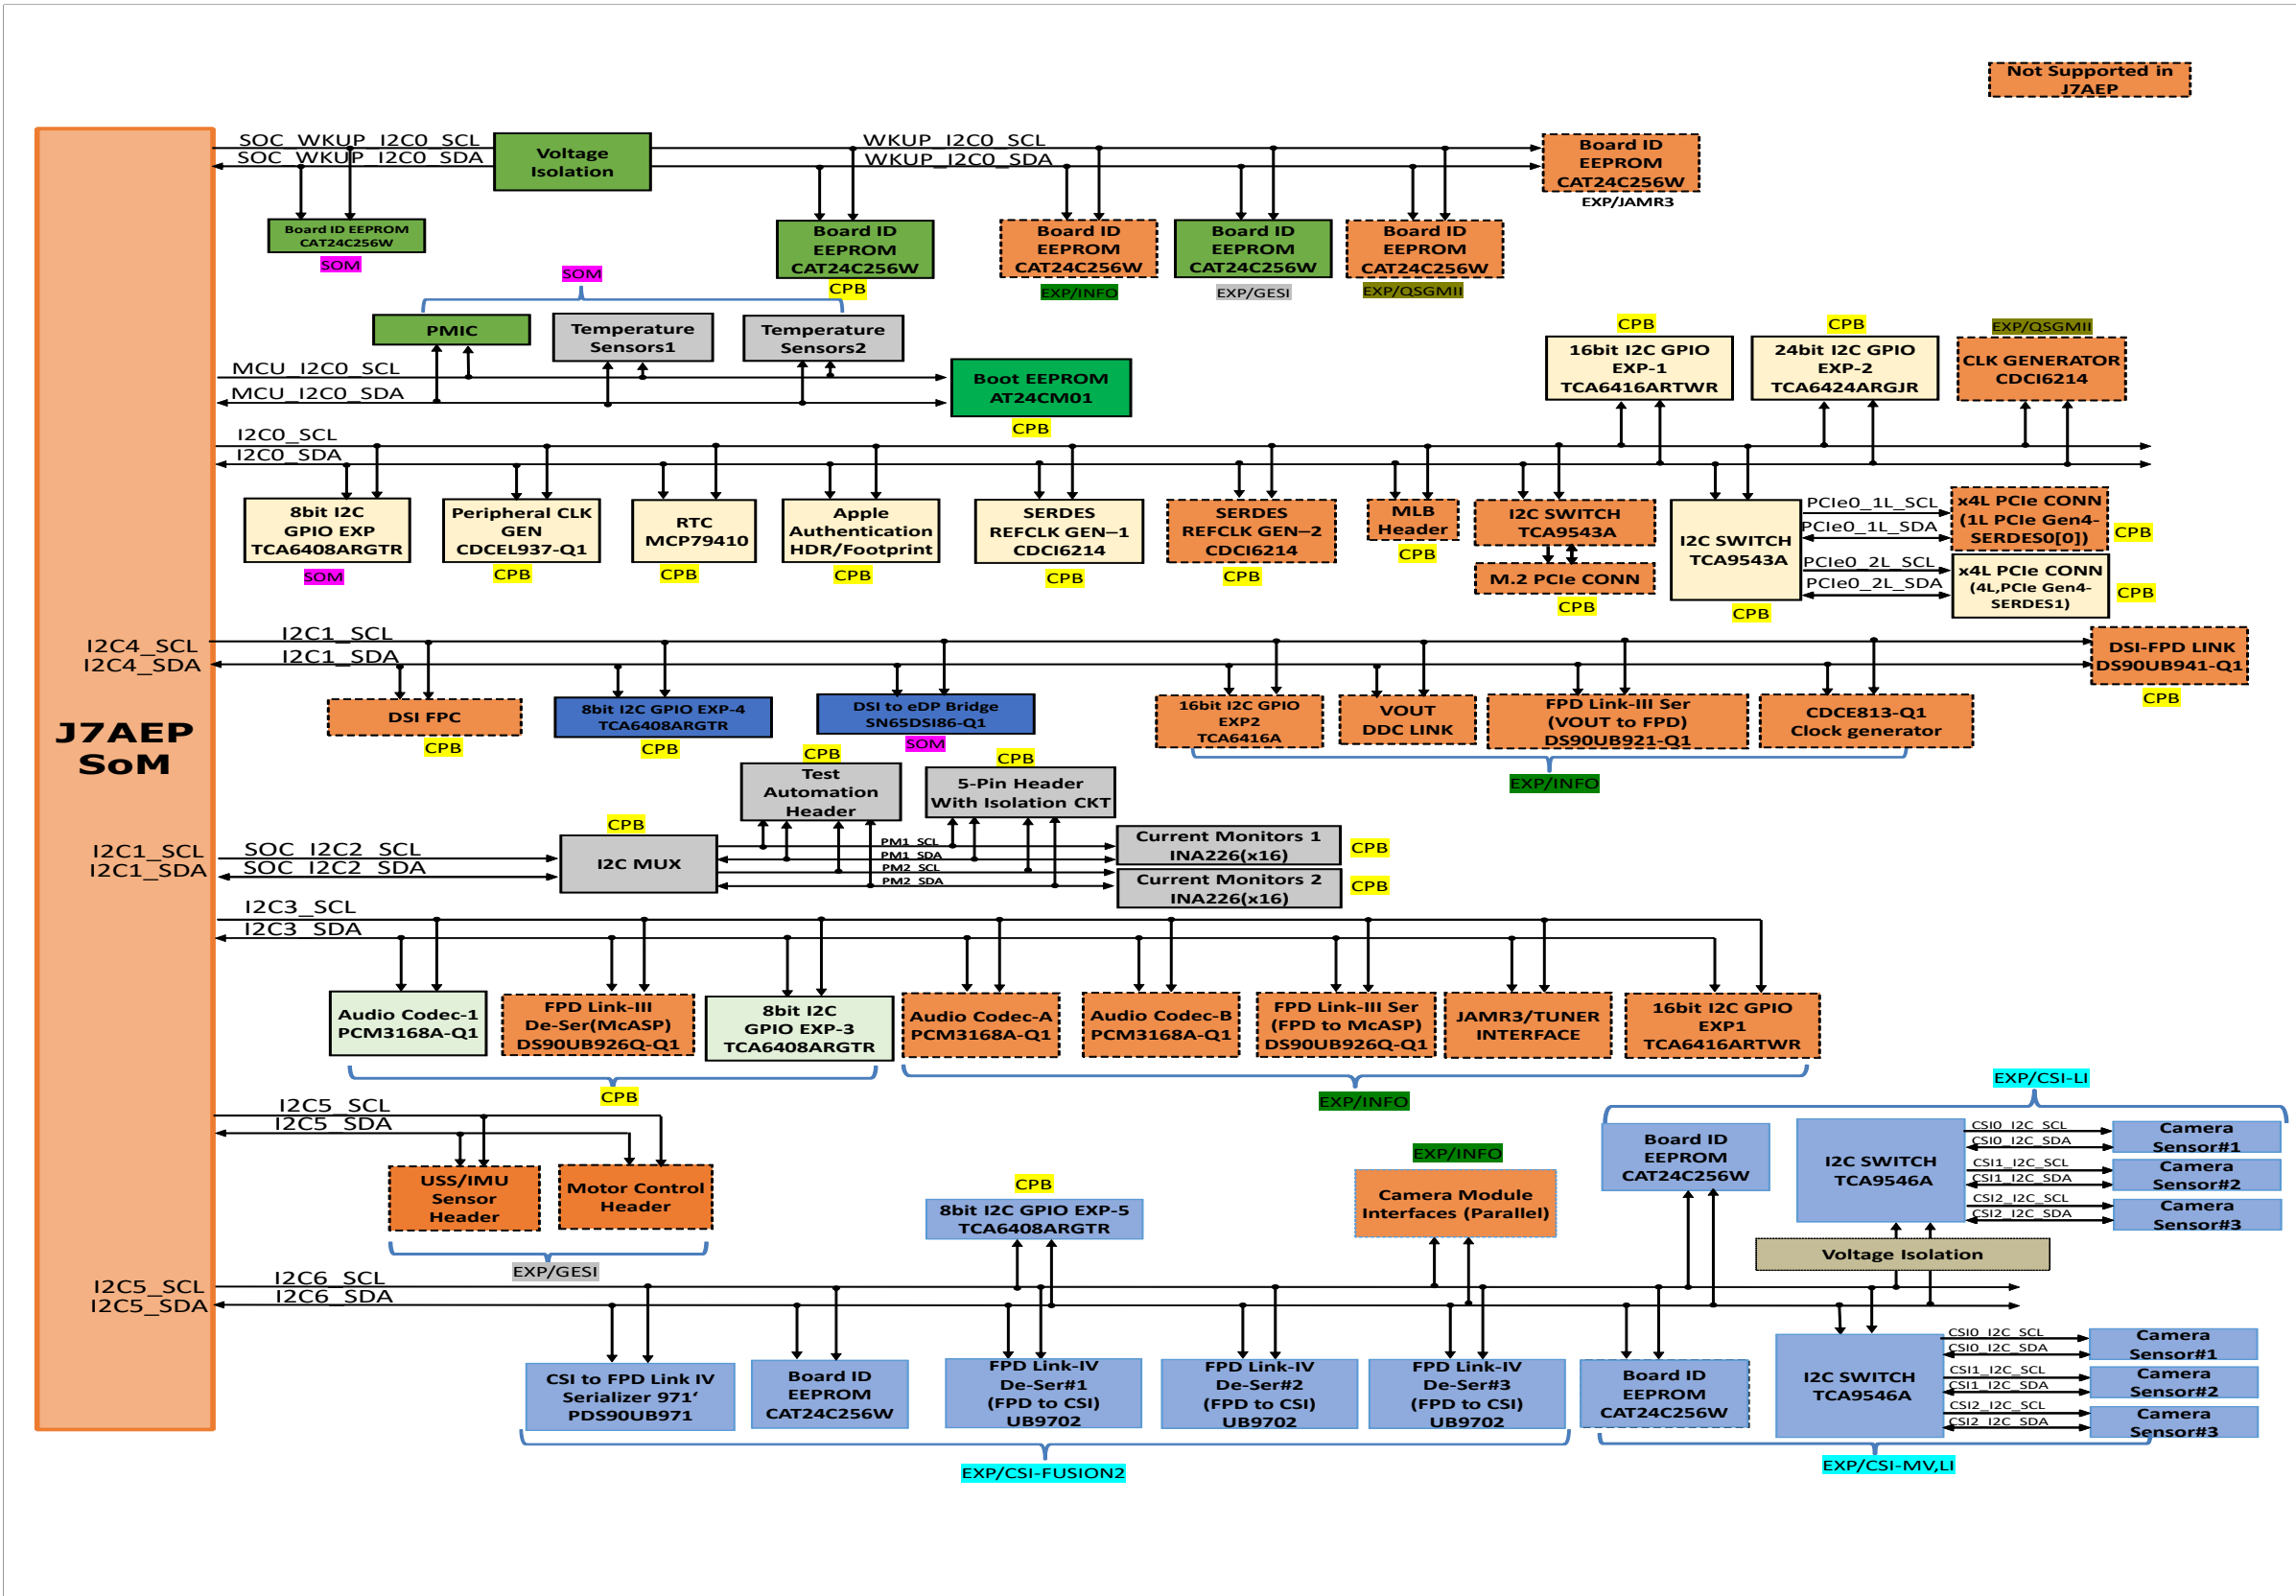 Not Supported in
J7AEP
J7AEP
SoM
SOC_WKUP_I2C0_SCL
SOC_WKUP_I2C0_SDA
Voltage
Isolation
WKUP_I2C0_SCL
WKUP_I2C0_SDA
Board ID
EEPROM
CAT24C256W
EXP/JAMR3
Board ID EEPROM
CAT24C256W
SOM
Board ID
EEPROM
CAT24C256W
CPB
Board ID
EEPROM
CAT24C256W
EXP/INFO
Board ID
EEPROM
CAT24C256W
EXP/GESI
Board ID
EEPROM
CAT24C256W
EXP/QSGMII
SOM
PMIC
Temperature
Sensors1
Temperature
Sensors2
MCU_I2C0_SCL
MCU_I2C0_SDA
Boot EEPROM
AT24CM01
CPB
CPB
16bit I2C GPIO
EXP-1
TCA6416ARTWR
CPB
24bit I2C GPIO
EXP-2
TCA6424ARGJR
EXP/QSGMII
CLK GENERATOR
CDCI6214
I2C0_SCL
I2C0_SDA
8bit I2C
GPIO EXP
TCA6408ARGTR
SOM
Peripheral CLK
GEN
CDCEL937-Q1
CPB
RTC
MCP79410
CPB
Apple
Authentication
HDR/Footprint
CPB
SERDES
REFCLK GEN–1
CDCI6214
CPB
SERDES
REFCLK GEN–2
CDCI6214
CPB
MLB
Header
CPB
I2C SWITCH
TCA9543A
M.2 PCIe CONN
CPB
I2C SWITCH
TCA9543A
CPB
PCIe0_1L_SCL
PCIe0_1L_SDA
PCIe0_2L_SCL
PCIe0_2L_SDA
x4L PCIe CONN
(1L PCIe Gen4-
SERDES0[0])
CPB
x4L PCIe CONN
(4L,PCIe Gen4-
SERDES1)
CPB
I2C4_SCL
I2C4_SDA
I2C1_SCL
I2C1_SDA
DSI-FPD LINK
DS90UB941-Q1
CPB
DSI FPC
CPB
8bit I2C GPIO EXP-4
TCA6408ARGTR
CPB
DSI to eDP Bridge
SN65DSI86-Q1
SOM
16bit I2C GPIO
EXP2
TCA6416A
VOUT
DDC LINK
FPD Link-III Ser
(VOUT to FPD)
DS90UB921-Q1
CDCE813-Q1
Clock generator
EXP/INFO
CPB
Test
Automation
Header
CPB
5-Pin Header
With Isolation CKT
I2C1_SCL
I2C1_SDA
SOC_I2C2_SCL
SOC_I2C2_SDA
CPB
I2C MUX
PM1_SCL
PM1_SDA
PM2_SCL
PM2_SDA
Current Monitors 1
INA226(x16)
CPB
Current Monitors 2
INA226(x16)
CPB
I2C3_SCL
I2C3_SDA
Audio Codec-1
PCM3168A-Q1
FPD Link-III
De-Ser(McASP)
DS90UB926Q-Q1
8bit I2C
GPIO EXP-3
TCA6408ARGTR
CPB
Audio Codec-A
PCM3168A-Q1
Audio Codec-B
PCM3168A-Q1
FPD Link-III Ser
(FPD to McASP)
DS90UB926Q-Q1
JAMR3/TUNER
INTERFACE
16bit I2C GPIO
EXP1
TCA6416ARTWR
EXP/INFO
I2C5_SCL
I2C5_SDA
USS/IMU
Sensor
Header
Motor Control
Header
EXP/GESI
EXP/CSI-LI
Board ID
EEPROM
CAT24C256W
I2C SWITCH
TCA9546A
CSI0_I2C_SCL
CSI0_I2C_SDA
CSI1_I2C_SCL
CSI1_I2C_SDA
CSI2_I2C_SCL
CSI2_I2C_SDA
Camera
Sensor#1
Camera
Sensor#2
Camera
Sensor#3
Voltage Isolation
CPB
8bit I2C GPIO EXP-5
TCA6408ARGTR
EXP/INFO
Camera Module
Interfaces (Parallel)
I2C5_SCL
I2C5_SDA
I2C6_SCL
I2C6_SDA
CSI to FPD Link IV
Serializer 971‘
PDS90UB971
Board ID
EEPROM
CAT24C256W
FPD Link-IV
De-Ser#1
(FPD to CSI)
UB9702
FPD Link-IV
De-Ser#2
(FPD to CSI)
UB9702
FPD Link-IV
De-Ser#3
(FPD to CSI)
UB9702
EXP/CSI-FUSION2
Board ID
EEPROM
CAT24C256W
I2C SWITCH
TCA9546A
CSI0_I2C_SCL
CSI0_I2C_SDA
CSI1_I2C_SCL
CSI1_I2C_SDA
CSI2_I2C_SCL
CSI2_I2C_SDA
Camera
Sensor#1
Camera
Sensor#2
Camera
Sensor#3
EXP/CSI-MV,LI